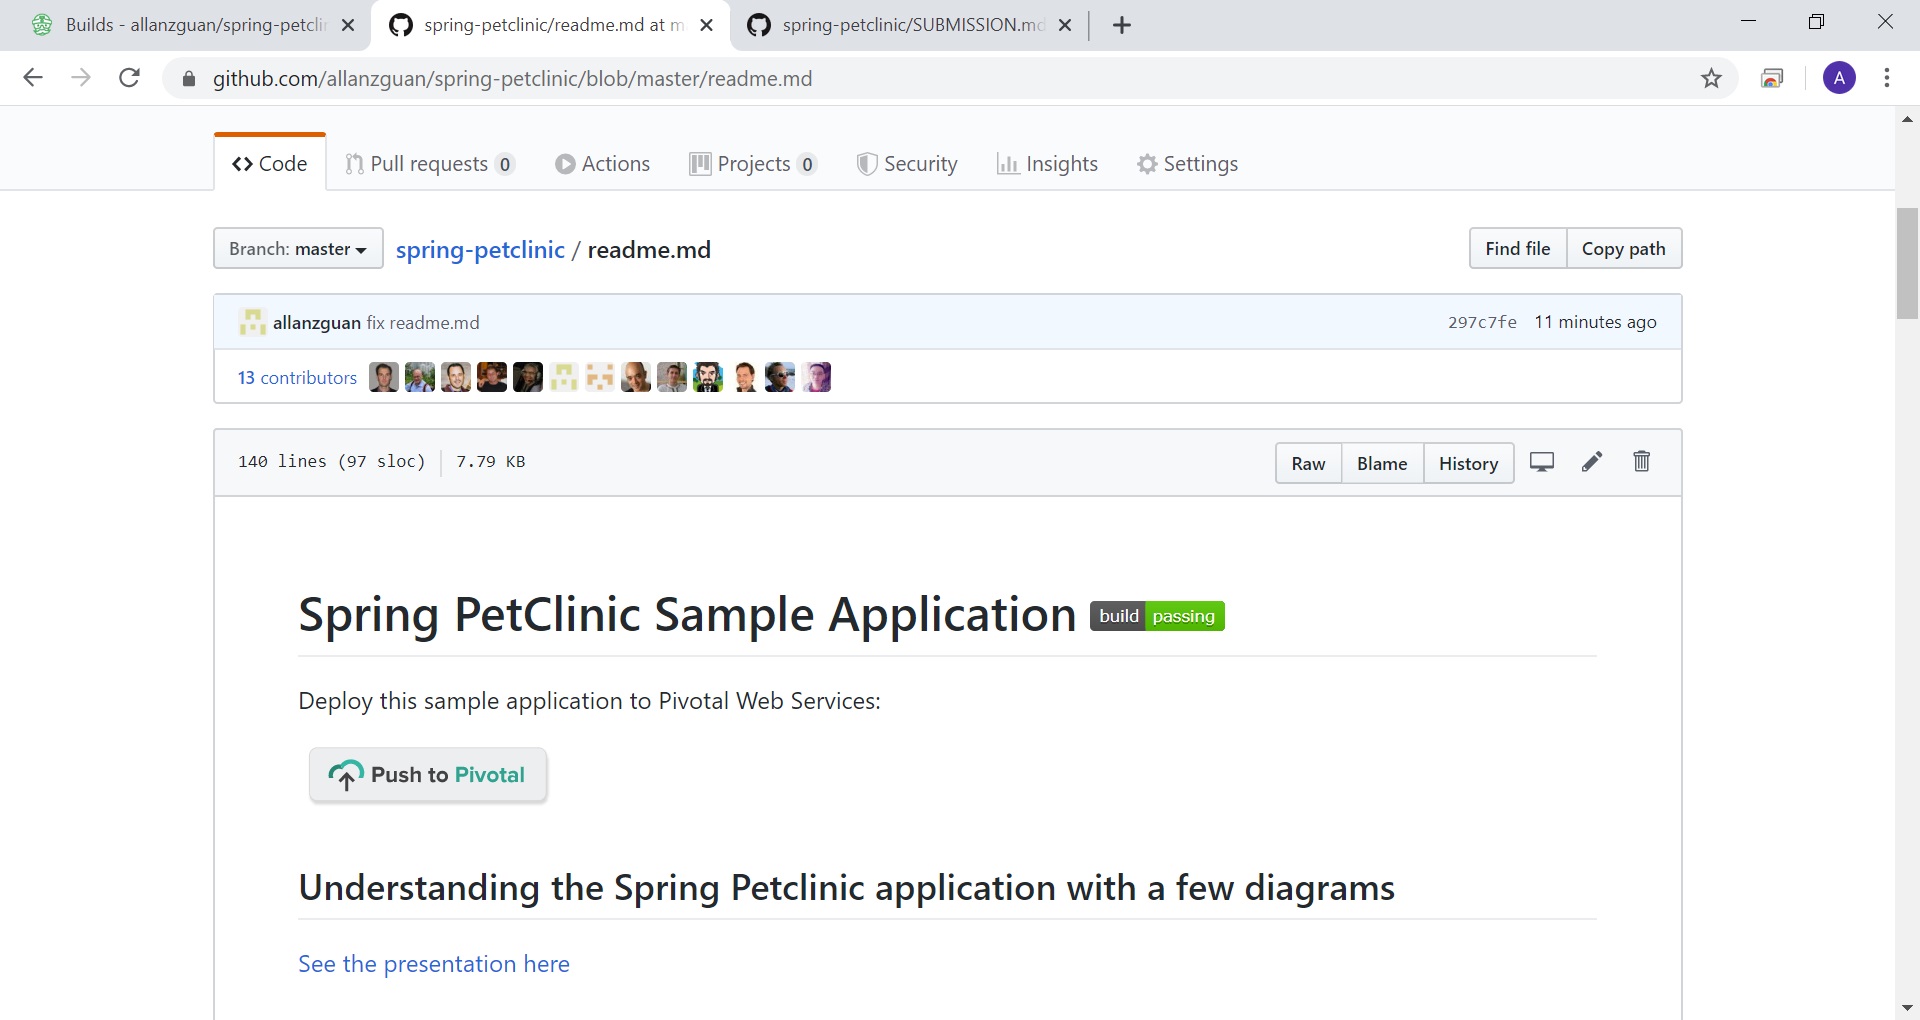 Builds - allanzguan/spring-petclin
spring-petclinic/readme.md at m
spring-petclinic/SUBMISSION.md
github.com/allanzguan/spring-petclinic/blob/master/readme.md
A
Code
Pull requests 0
Actions
Projects 0
Security
Insights
Settings
Branch: master
spring-petclinic / readme.md
Find file
Copy path
allanzguan fix readme.md
297c7fe 11 minutes ago
13 contributors
140 lines (97 sloc) 7.79 KB
Raw
Blame
History
Spring PetClinic Sample Application build passing
Deploy this sample application to Pivotal Web Services:
Push to Pivotal
Understanding the Spring Petclinic application with a few diagrams
See the presentation here